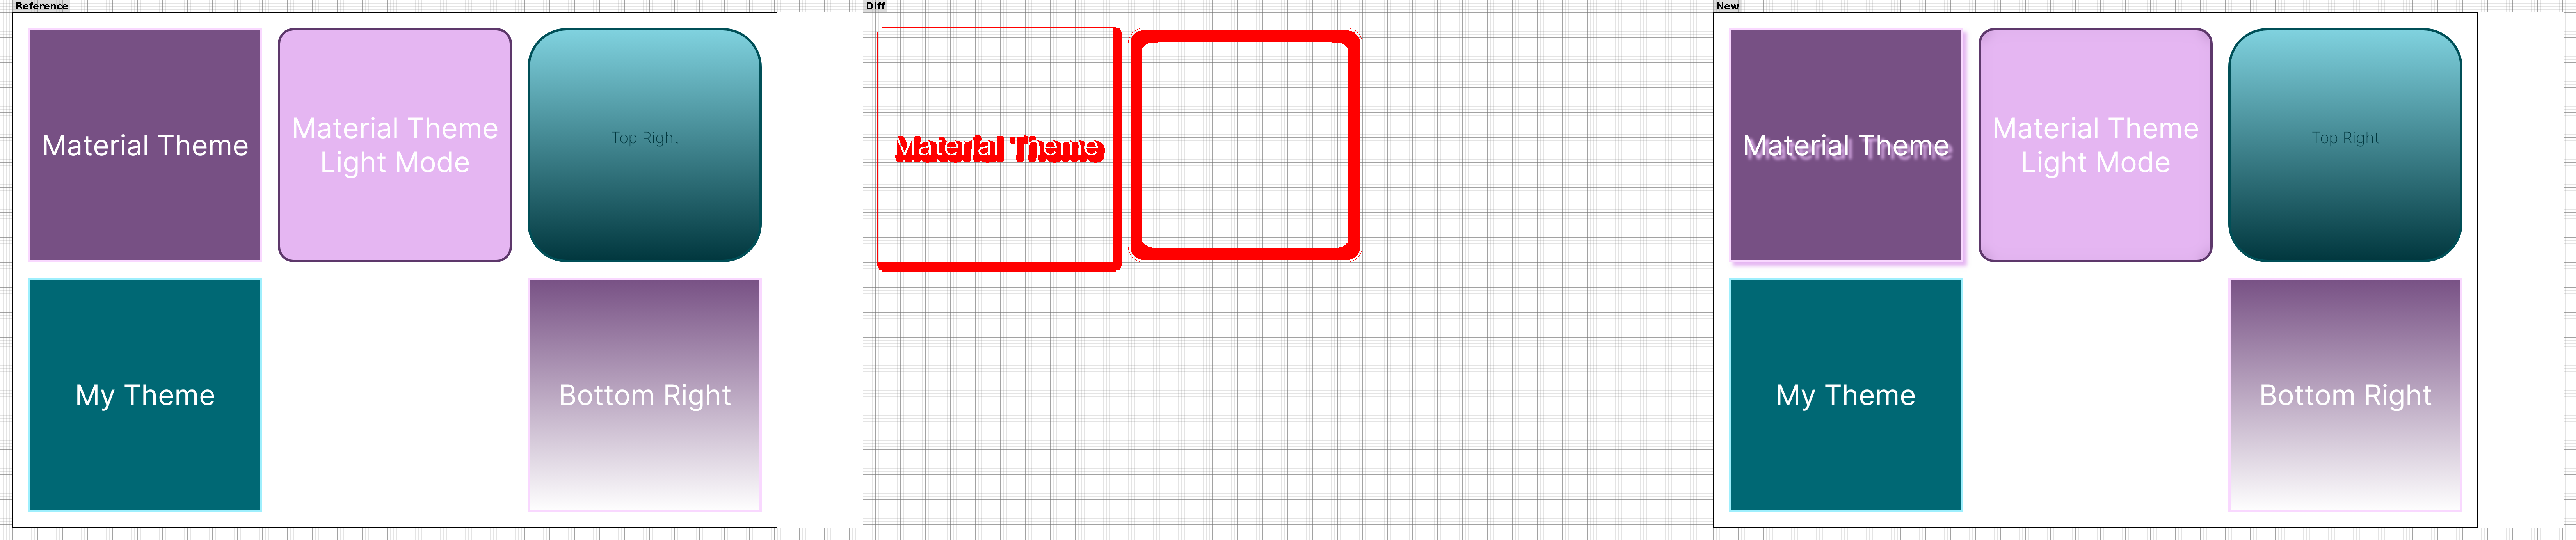 Reference
Diff
New
Material Theme
Material Theme
Light Mode
Top Right
My Theme
Bottom Right
Material Theme
Material Theme
Material Theme
Light Mode
Top Right
My Theme
Bottom Right